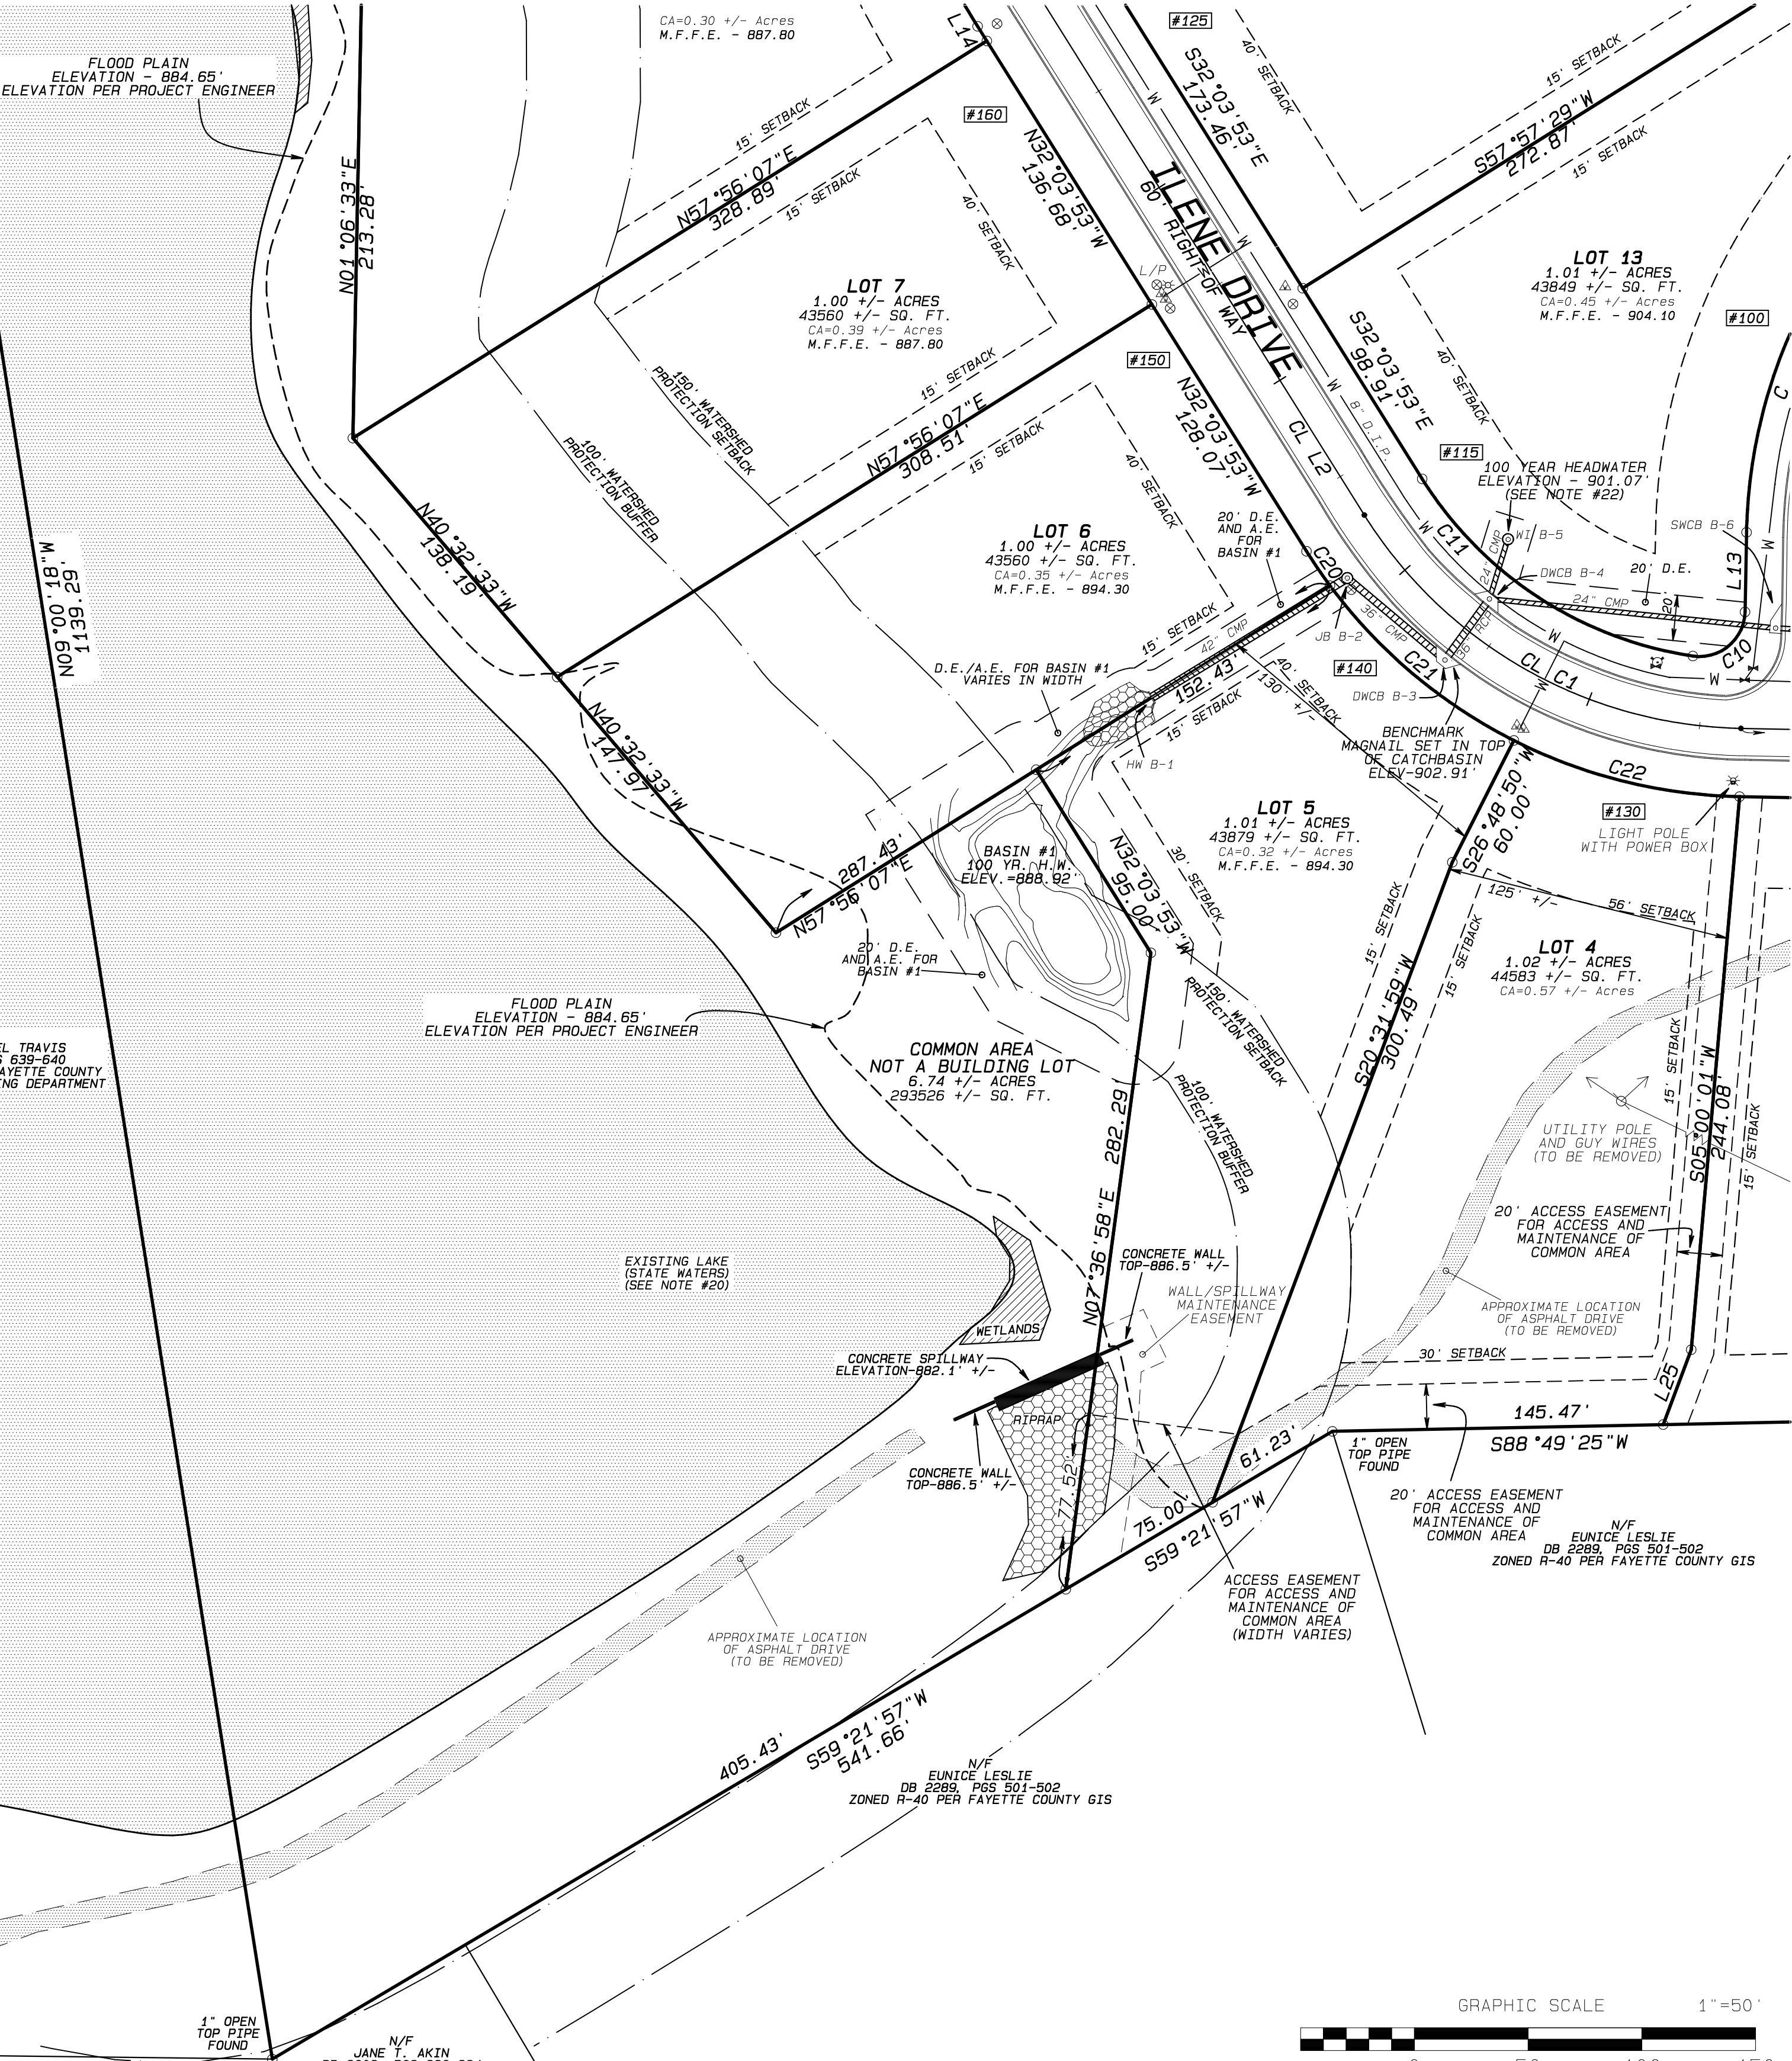 CA=0.30 +/- Acres
M.F.F.E. - 887.80
L14
#125
FLOOD PLAIN
ELEVATION - 884.65'
ELEVATION PER PROJECT ENGINEER
40' SETBACK
S32°03'53"E
173.46'
15' SETBACK
S57°57'29"W
272.87'
15' SETBACK
#160
15' SETBACK
N57°56'07"E
328.89'
15' SETBACK
40' SETBACK
N32°03'53"W
136.68'
ILENE DRIVE
60' RIGHT OF WAY
W
W
L/P
N01°06'33"E
213.28'
LOT 7
1.00 +/- ACRES
43560 +/- SQ. FT.
CA=0.39 +/- Acres
M.F.F.E. - 887.80
LOT 13
1.01 +/- ACRES
43849 +/- SQ. FT.
CA=0.45 +/- Acres
M.F.F.E. - 904.10
#100
40' SETBACK
40' SETBACK
S32°03'53"E
98.91'
C
#150
150' WATERSHED
PROTECTION SETBACK
100' WATERSHED
PROTECTION BUFFER
15' SETBACK
N57°56'07"E
308.51'
15' SETBACK
40' SETBACK
N32°03'53"W
128.07'
CL L2
W
8" D.I.P.
W
#115
100 YEAR HEADWATER
ELEVATION - 901.07'
(SEE NOTE #22)
SWCB B-6
WI B-5
24" CMP
DWCB B-4
20' D.E.
24" CMP
20'
L13
W
C11
C10
W
W
W
LOT 6
1.00 +/- ACRES
43560 +/- SQ. FT.
CA=0.35 +/- Acres
M.F.F.E. - 894.30
20' D.E.
AND A.E.
FOR
BASIN #1
C20
15' SETBACK
42" CMP
152.43'
15' SETBACK
JB B-2
36" CMP
36" RCP
C21
CL C1
#140
DWCB B-3
N40°32'33"W
138.19'
N09°00'18"W
1139.29'
D.E./A.E. FOR BASIN #1
VARIES IN WIDTH
40' SETBACK
130'
+/-
HW B-1
BENCHMARK
MAGNAIL SET IN TOP
OF CATCHBASIN
ELEV-902.91'
C22
#130
LIGHT POLE
WITH POWER BOX
N40°32'33"W
147.97'
287.43'
N57°56'07"E
BASIN #1
100 YR. H.W.
ELEV.=888.92'
N32°03'53"W
95.00'
30' SETBACK
LOT 5
1.01 +/- ACRES
43879 +/- SQ. FT.
CA=0.32 +/- Acres
M.F.F.E. - 894.30
S26°48'50"W
60.00'
125' +/-
56' SETBACK
15' SETBACK
15' SETBACK
LOT 4
1.02 +/- ACRES
44583 +/- SQ. FT.
CA=0.57 +/- Acres
20' D.E.
AND A.E. FOR
BASIN #1
FLOOD PLAIN
ELEVATION - 884.65'
ELEVATION PER PROJECT ENGINEER
150' WATERSHED
PROTECTION SETBACK
S20°31'59"W
300.49'
COMMON AREA
NOT A BUILDING LOT
6.74 +/- ACRES
293526 +/- SQ. FT.
EL TRAVIS
639-640
FAYETTE COUNTY
DEPARTMENT
100' WATERSHED
PROTECTION BUFFER
15' SETBACK
S05°00'01"W
244.08'
15' SETBACK
UTILITY POLE
AND GUY WIRES
(TO BE REMOVED)
N07°36'58"E 282.29'
20' ACCESS EASEMENT
FOR ACCESS AND
MAINTENANCE OF
COMMON AREA
EXISTING LAKE
(STATE WATERS)
(SEE NOTE #20)
CONCRETE WALL
TOP-886.5' +/-
WALL/SPILLWAY
MAINTENANCE
EASEMENT
WETLANDS
APPROXIMATE LOCATION
OF ASPHALT DRIVE
(TO BE REMOVED)
30' SETBACK
L25
CONCRETE SPILLWAY
ELEVATION-882.1' +/-
RIPRAP
145.47'
S88°49'25"W
61.23'
1" OPEN
TOP PIPE
FOUND
CONCRETE WALL
TOP-886.5' +/-
77.52'
75.00'
S59°21'57"W
20' ACCESS EASEMENT
FOR ACCESS AND
MAINTENANCE OF
COMMON AREA
N/F
EUNICE LESLIE
DB 2289, PGS 501-502
ZONED R-40 PER FAYETTE COUNTY GIS
ACCESS EASEMENT
FOR ACCESS AND
MAINTENANCE OF
COMMON AREA
(WIDTH VARIES)
APPROXIMATE LOCATION
OF ASPHALT DRIVE
(TO BE REMOVED)
405.43'
S59°21'57"W
541.66'
N/F
EUNICE LESLIE
DB 2289, PGS 501-502
ZONED R-40 PER FAYETTE COUNTY GIS
GRAPHIC SCALE 1"=50'
1" OPEN
TOP PIPE
FOUND
N/F
JANE T. AKIN